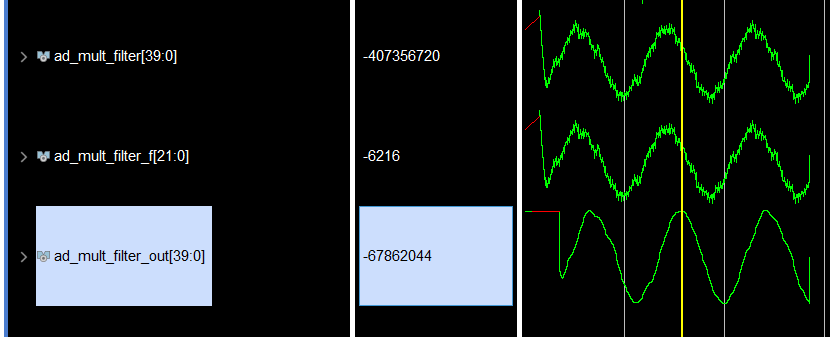 ad_mult_filter[39:0] -407356720
ad_mult_filter_f[21:0] -6216
ad_mult_filter_out[39:0] -67862044